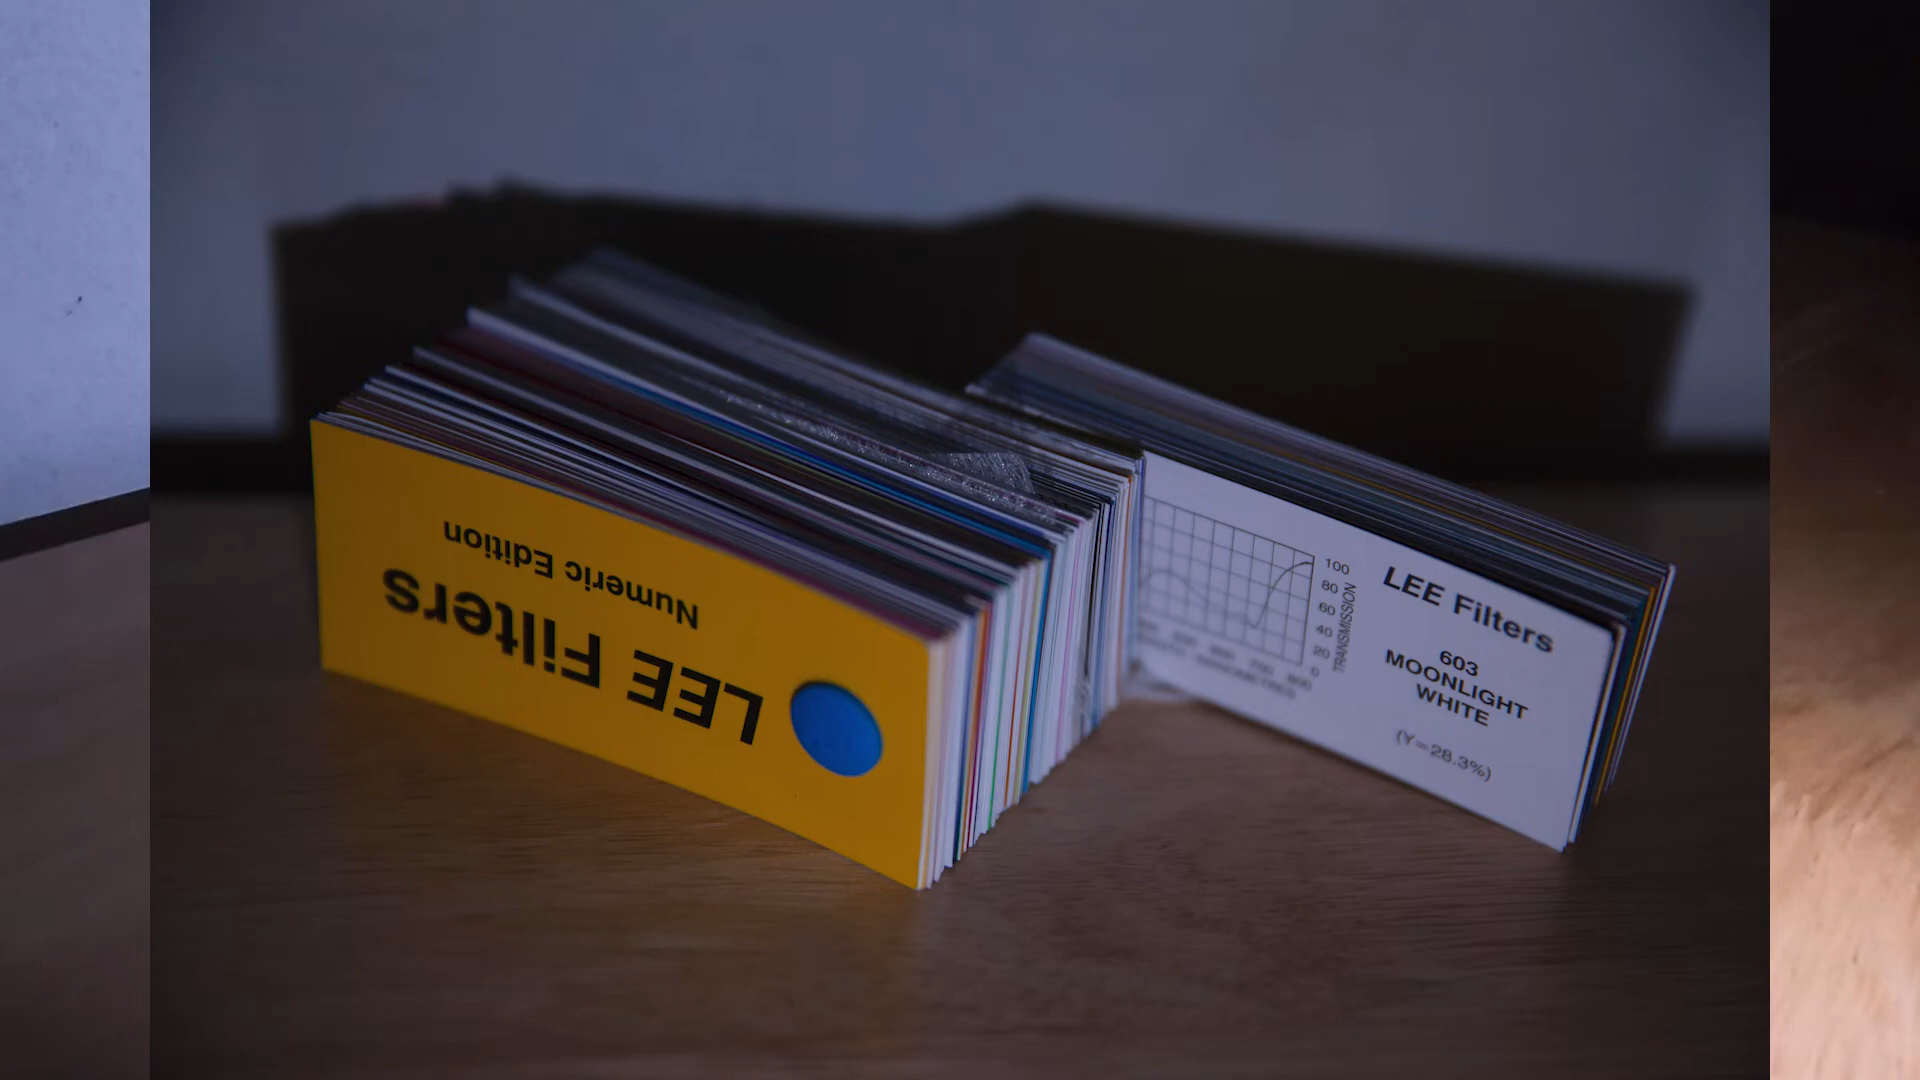 LEE Filters
Numeric Edition
LEE Filters
603
MOONLIGHT
WHITE
(Y=28.3%)
100
80
60
40
20
0
TRANSMISSION